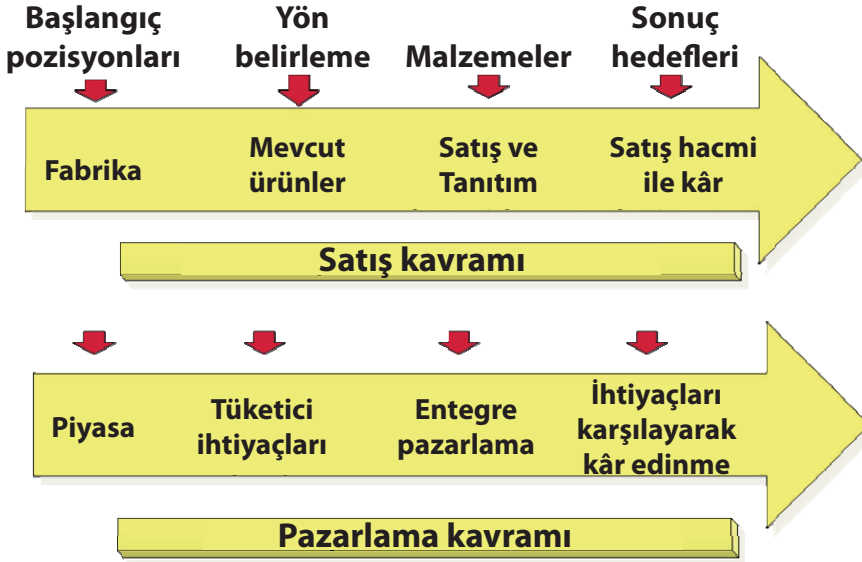 Başlangıç
pozisyonları
Yön
belirleme
Malzemeler
Sonuç
hedefleri
Fabrika
Mevcut
ürünler
Satış ve
Tanıtım
Satış hacmi
ile kâr
Satış kavramı
Piyasa
Tüketici
ihtiyaçları
Entegre
pazarlama
İhtiyaçları
karşılayarak
kâr edinme
Pazarlama kavramı